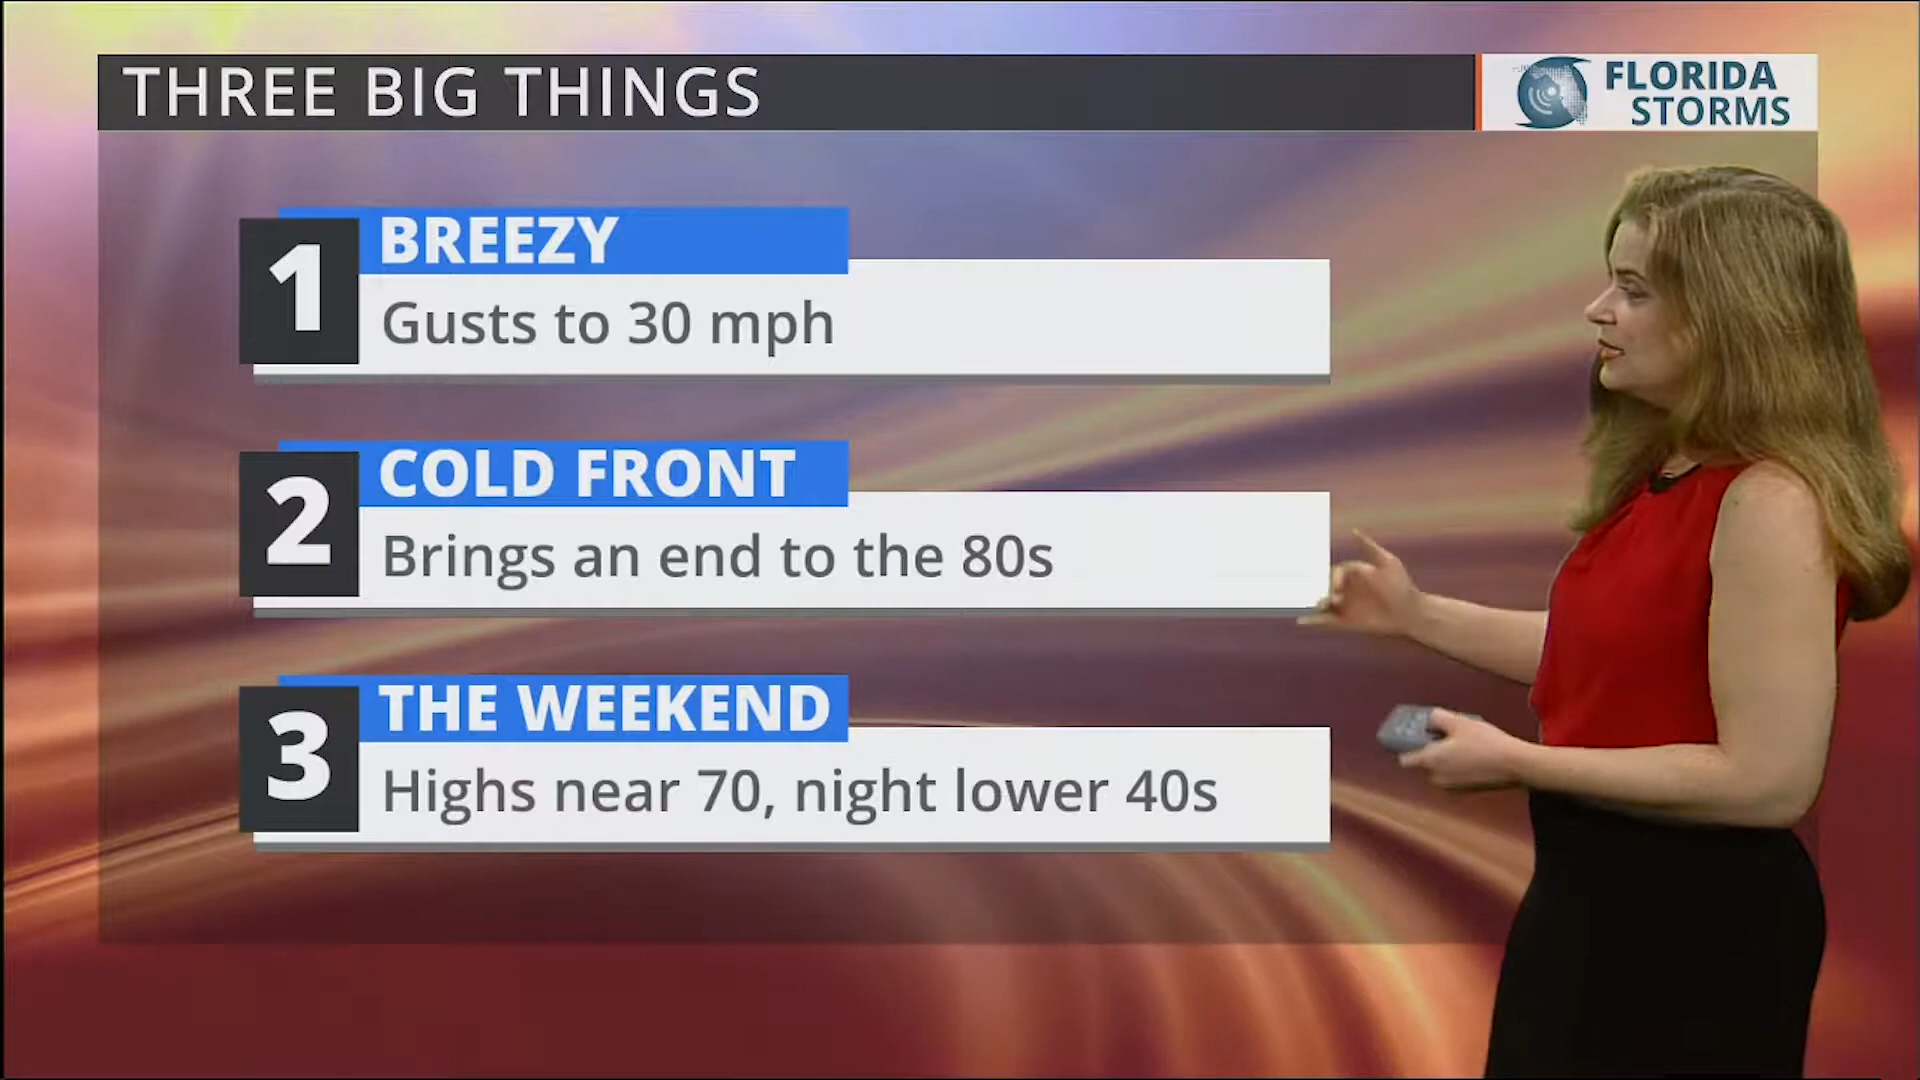 THREE BIG THINGS
FLORIDA
STORMS
1
BREEZY
Gusts to 30 mph
2
COLD FRONT
Brings an end to the 80s
3
THE WEEKEND
Highs near 70, night lower 40s